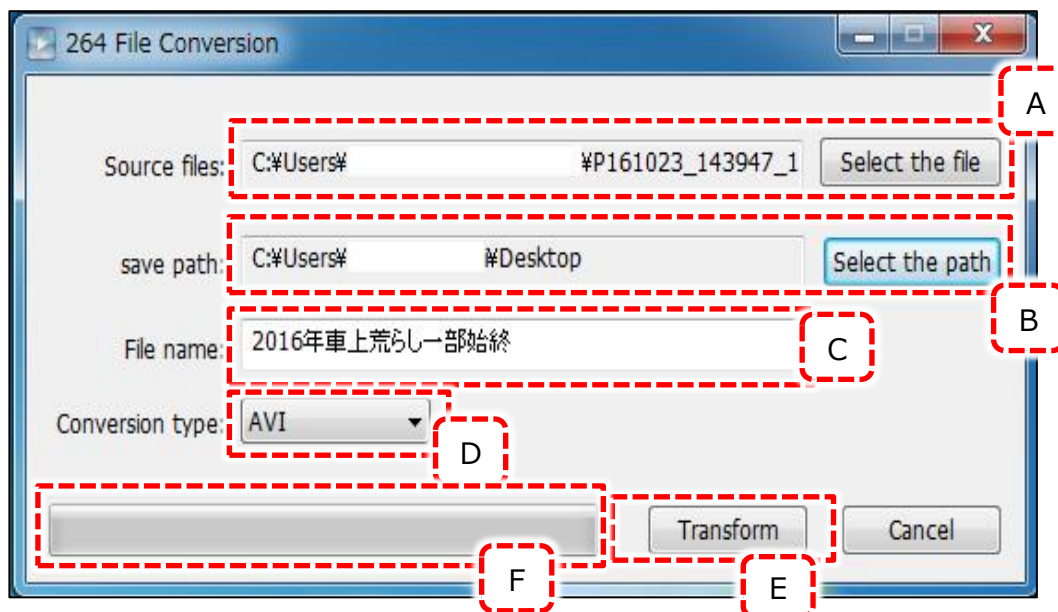 264 File Conversion
A
Source files: C:¥Users¥ ¥P161023_143947_1 Select the file
save path: C:¥Users¥ ¥Desktop Select the path
B
File name: 2016年車上荒らし一部始終
C
Conversion type: AVI
D
Transform Cancel
F E